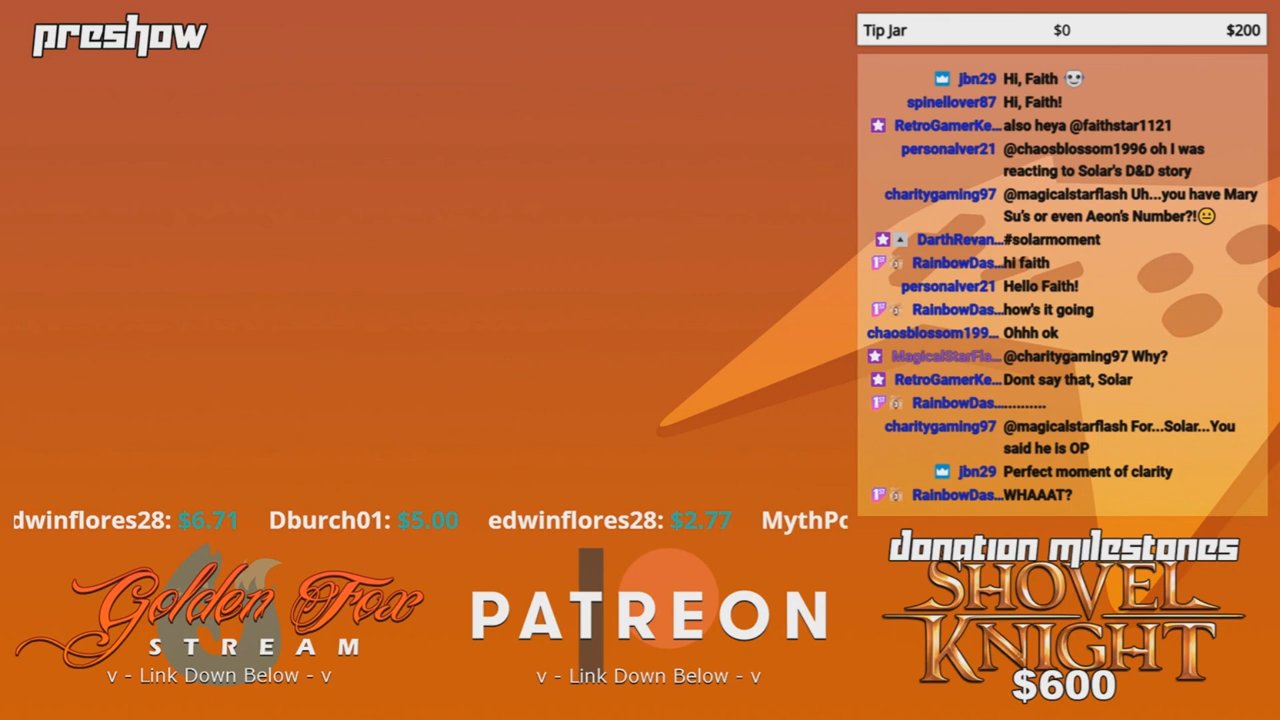 preshow
Tip Jar $0 $200
jbn29 Hi, Faith
spinellover87 Hi, Faith!
RetroGamerKe... also heya @faithstar1121
personalver21 @chaosblossom1996 oh I was
reacting to Solar's D&D story
charitygaming97 @magicalstarflash Uh...you have Mary
Su's or even Aeon's Number?!
DarthRevan... #solarmoment
RainbowDas... hi faith
personalver21 Hello Faith!
RainbowDas... how's it going
chaosblossom199... Ohhh ok
MagicalStarFla... @charitygaming97 Why?
RetroGamerKe... Dont say that, Solar
RainbowDas... ..........
charitygaming97 @magicalstarflash For...Solar...You
said he is OP
jbn29 Perfect moment of clarity
RainbowDas... WHAAAT?
dwinflores28: $6.71 Dburch01: $5.00 edwinflores28: $2.77 MythPo
Golden Fox
STREAM
v - Link Down Below - v
PATREON
v - Link Down Below - v
donation milestones
SHOVEL
KNIGHT
$600